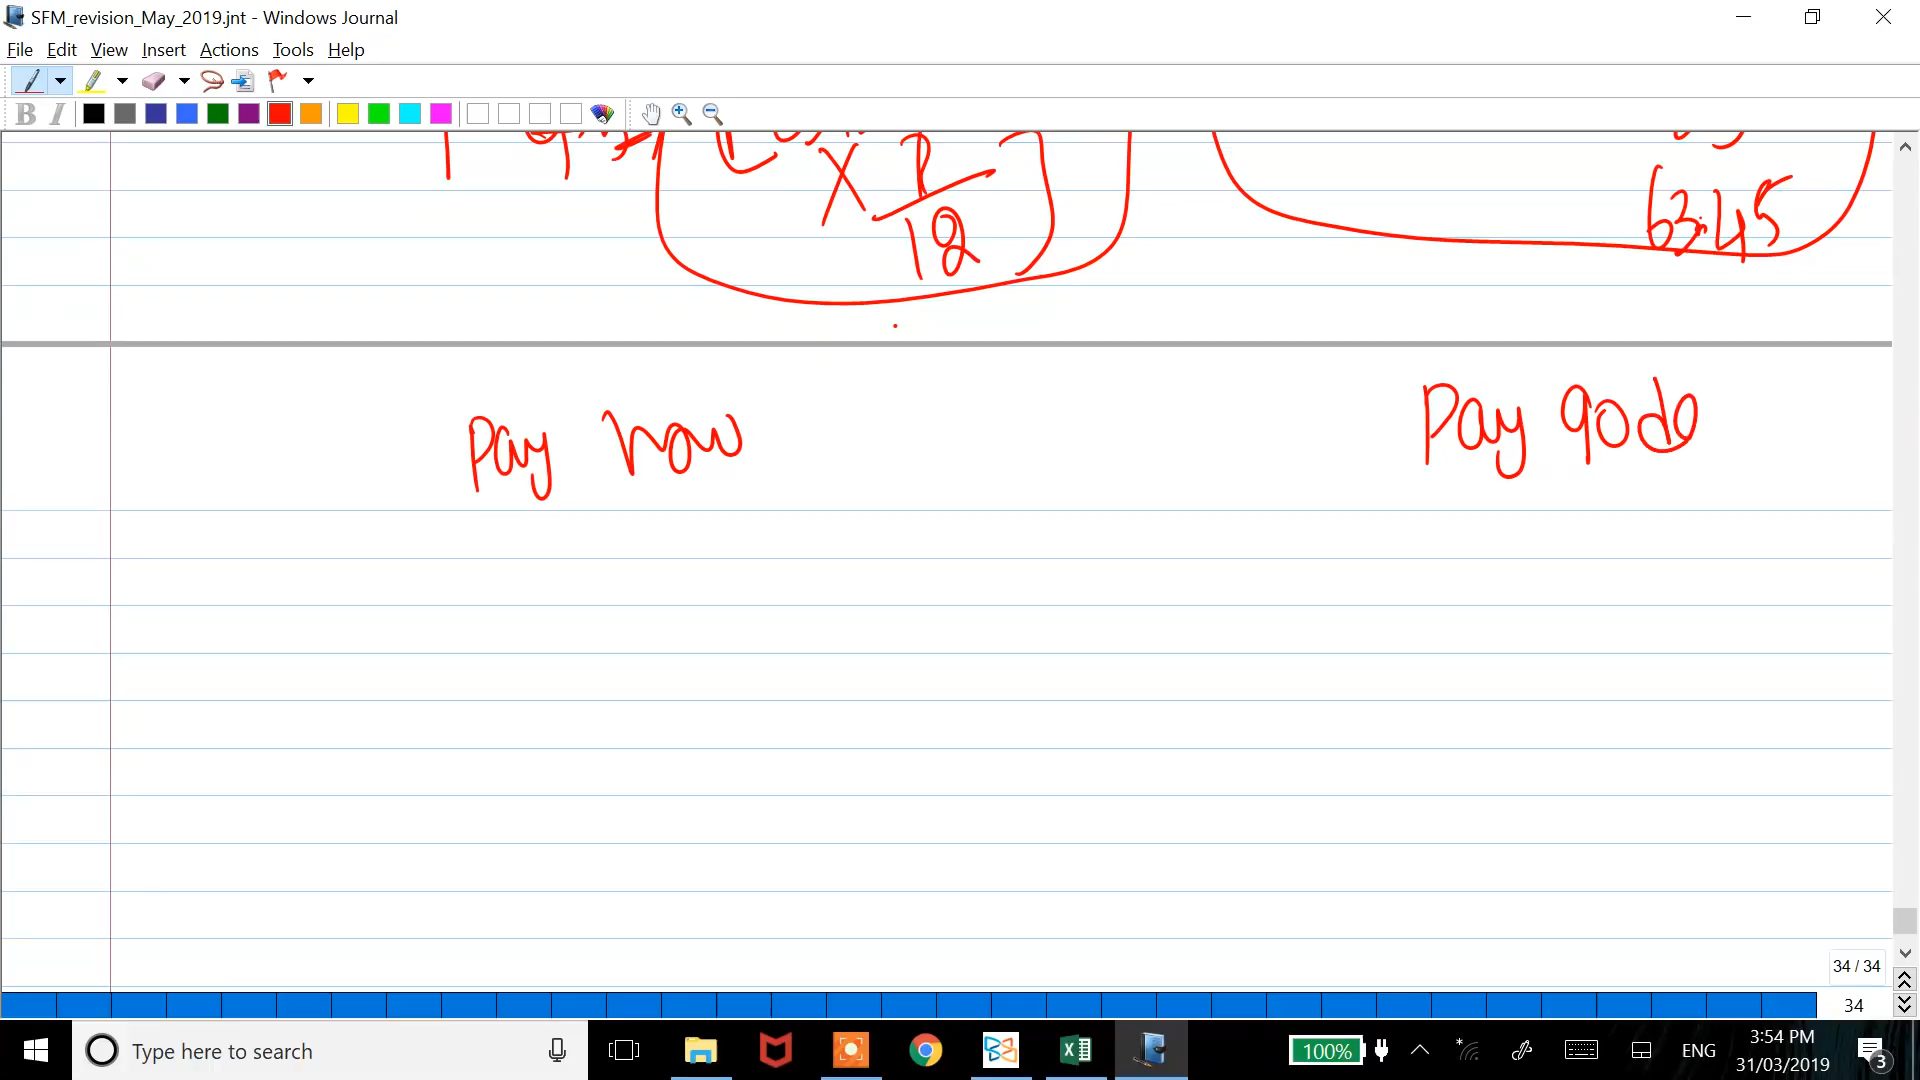 SFM_revision_May_2019.jnt - Windows Journal
File Edit View Insert Actions Tools Help
B I
X P
12
63.45
Pay now
Pay 90do
34 / 34
34
Type here to search
100%
ENG
3:54 PM
31/03/2019
3